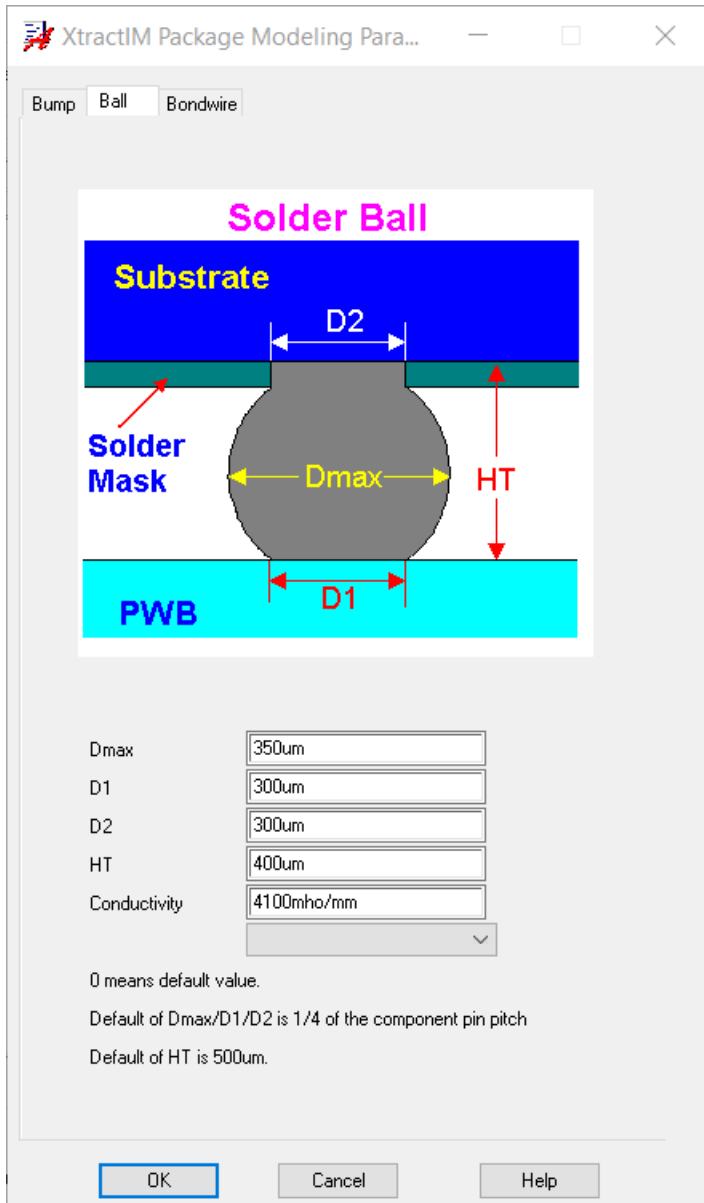 XtractIM Package Modeling Para...
Bump Ball Bondwire
Solder Ball
Substrate
D2
Solder
Mask
Dmax
HT
D1
PWB
Dmax 350um
D1 300um
D2 300um
HT 400um
Conductivity 4100mho/mm
0 means default value.
Default of Dmax/D1/D2 is 1/4 of the component pin pitch
Default of HT is 500um.
OK Cancel Help